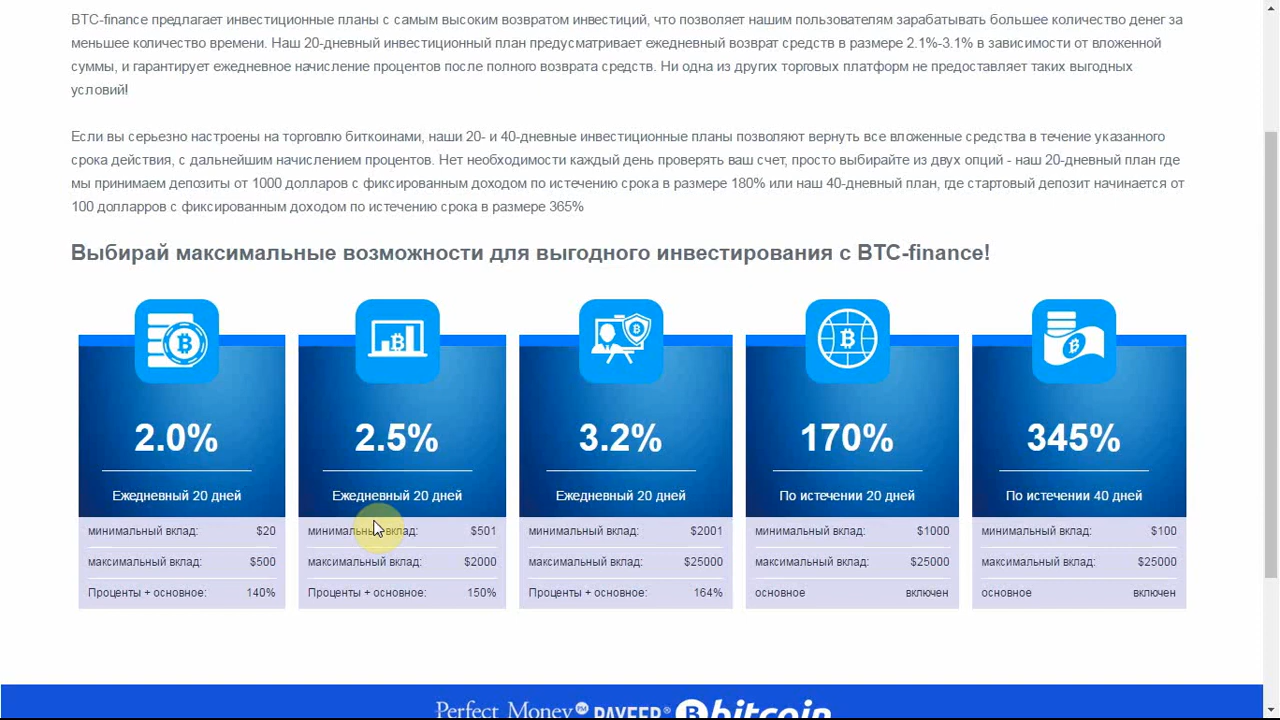 BTC-finance предлагает инвестиционные планы с самым высоким возвратом инвестиций, что позволяет нашим пользователям зарабатывать большее количество денег за
меньшее количество времени. Наш 20-дневный инвестиционный план предусматривает ежедневный возврат средств в размере 2.1%-3.1% в зависимости от вложенной
суммы, и гарантирует ежедневное начисление процентов после полного возврата средств. Ни одна из других торговых платформ не предоставляет таких выгодных
условий!
Если вы серьезно настроены на торговлю биткоинами, наши 20- и 40-дневные инвестиционные планы позволяют вернуть все вложенные средства в течение указанного
срока действия, с дальнейшим начислением процентов. Нет необходимости каждый день проверять ваш счет, просто выбирайте из двух опций - наш 20-дневный план где
мы принимаем депозиты от 1000 долларов с фиксированным доходом по истечению срока в размере 180% или наш 40-дневный план, где стартовый депозит начинается от
100 долларров с фиксированным доходом по истечению срока в размере 365%
Выбирай максимальные возможности для выгодного инвестирования с BTC-finance!
2.0% 2.5% 3.2% 170% 345%
Ежедневный 20 дней Ежедневный 20 дней Ежедневный 20 дней По истечении 20 дней По истечении 40 дней
минимальный вклад: $20 минимальный вклад: $501 минимальный вклад: $2001 минимальный вклад: $1000 минимальный вклад: $100
максимальный вклад: $500 максимальный вклад: $2000 максимальный вклад: $25000 максимальный вклад: $25000 максимальный вклад: $25000
Проценты + основное: 140% Проценты + основное: 150% Проценты + основное: 164% основное включен основное включен
Perfect Money PM PAYEER® bitcoin